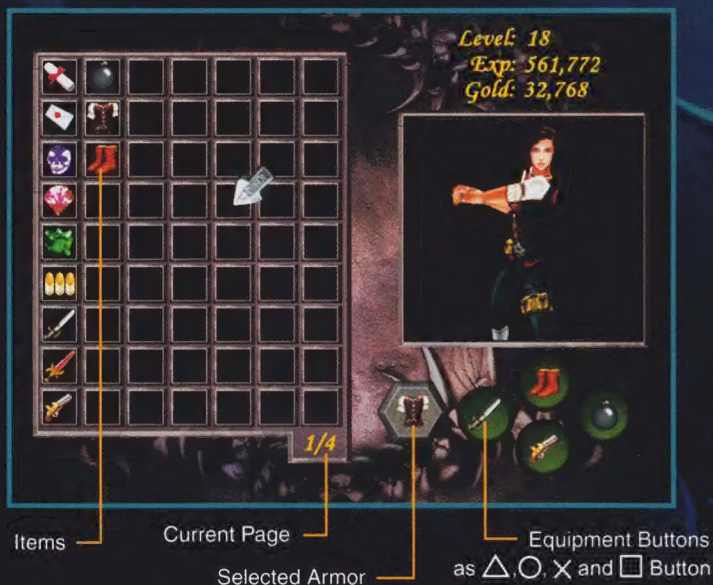 Level: 18
Exp: 561,772
Gold: 32,768
1/4
Items
Current Page
Selected Armor
Equipment Buttons
as △,○,✕ and □ Button